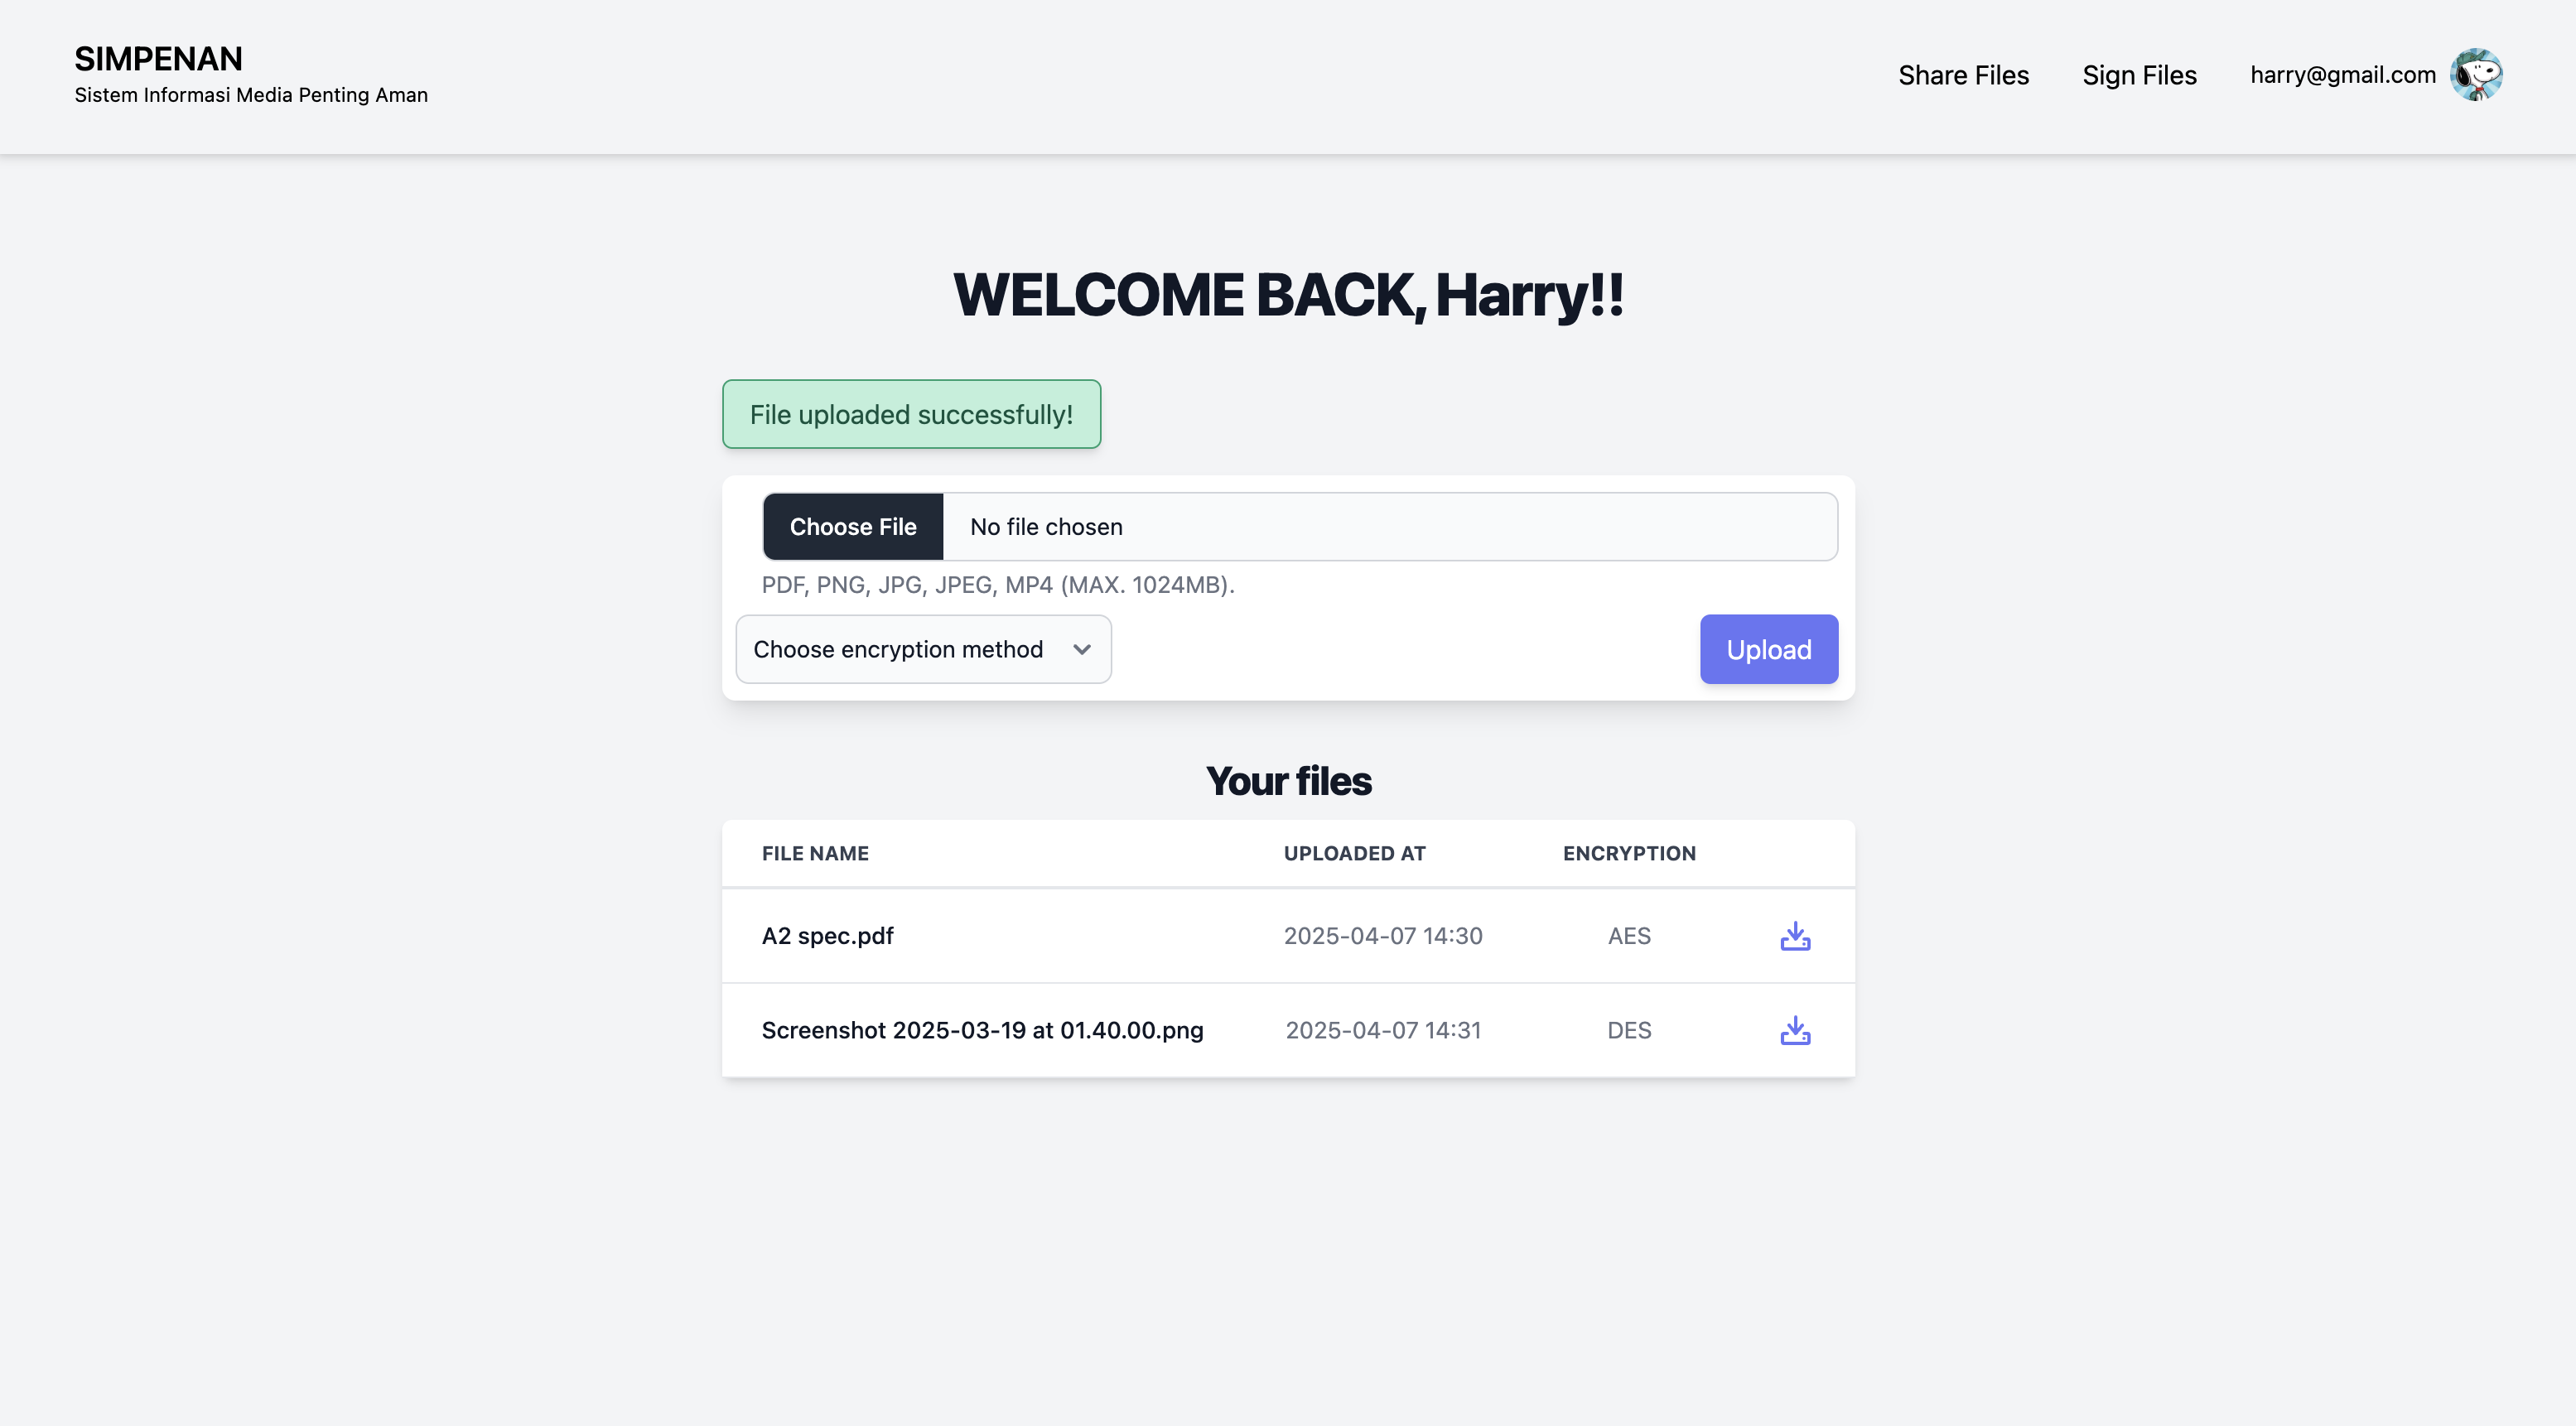 SIMPENAN
Sistem Informasi Media Penting Aman
Share Files
Sign Files
harry@gmail.com
WELCOME BACK, Harry!!
File uploaded successfully!
Choose File
No file chosen
PDF, PNG, JPG, JPEG, MP4 (MAX. 1024MB).
Choose encryption method
Upload
Your files
FILE NAME UPLOADED AT ENCRYPTION
A2 spec.pdf 2025-04-07 14:30 AES
Screenshot 2025-03-19 at 01.40.00.png 2025-04-07 14:31 DES